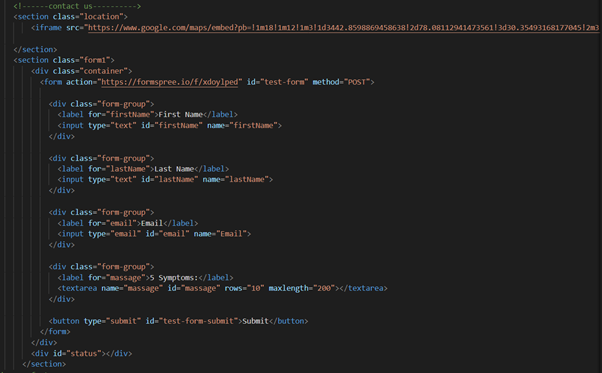 <!------contact us---------->
<section class="location">
<iframe src="https://www.google.com/maps/embed?pb=!1m18!1m12!1m3!1d3442.8598869458638!2d78.08112941473561!3d30.35493168177045!2m3
</section>
<section class="form1">
<div class="container">
<form action="https://formspree.io/f/xdoylped" id="test-form" method="POST">
<div class="form-group">
<label for="firstName">First Name</label>
<input type="text" id="firstName" name="firstName">
</div>
<div class="form-group">
<label for="lastName">Last Name</label>
<input type="text" id="lastName" name="lastName">
</div>
<div class="form-group">
<label for="email">Email</label>
<input type="email" id="email" name="Email">
</div>
<div class="form-group">
<label for="massage">5 Symptoms:</label>
<textarea name="massage" id="massage" rows="10" maxlength="200"></textarea>
</div>
<button type="submit" id="test-form-submit">Submit</button>
</form>
</div>
<div id="status"></div>
</section>